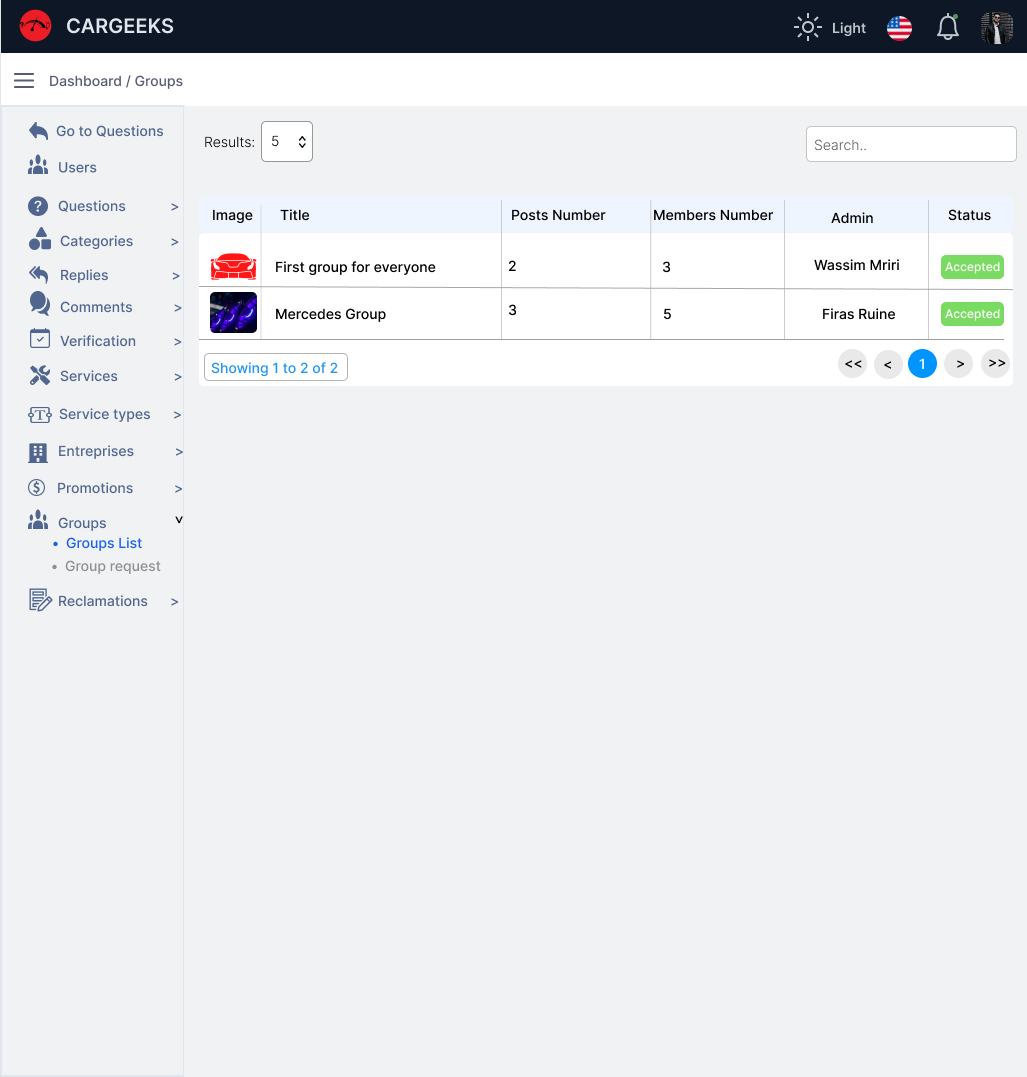 CARGEEKS
Light
Dashboard / Groups
Go to Questions
Users
Questions >
Categories >
Replies >
Comments >
Verification >
Services >
Service types >
Entreprises >
Promotions >
Groups v
• Groups List
• Group request
Reclamations >
Results: 5
Search..
Image Title Posts Number Members Number Admin Status
First group for everyone 2 3 Wassim Mriri Accepted
Mercedes Group 3 5 Firas Ruine Accepted
Showing 1 to 2 of 2
<< < 1 > >>